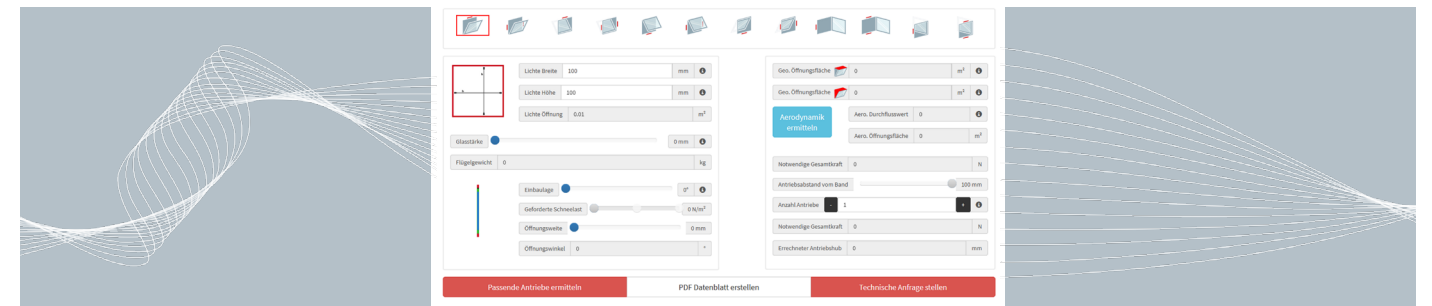 Lichte Breite 100 mm
Lichte Höhe 100 mm
Lichte Öffnung 0.01 m²
Glasstärke 0 mm
Flügelgewicht 0 kg
Einbaulage 0°
Geforderte Schneelast 0 N/m²
Öffnungsweite 0 mm
Öffnungswinkel 0 °
Geo. Öffnungsfläche 0 m²
Geo. Öffnungsfläche 0 m²
Aerodynamik
ermitteln
Aero. Durchflusswert 0
Aero. Öffnungsfläche 0 m²
Notwendige Gesamtkraft 0 N
Antriebsabstand vom Band 100 mm
Anzahl Antriebe - 1 +
Notwendige Gesamtkraft 0 N
Errechneter Antriebshub 0 mm
Passende Antriebe ermitteln
PDF Datenblatt erstellen
Technische Anfrage stellen